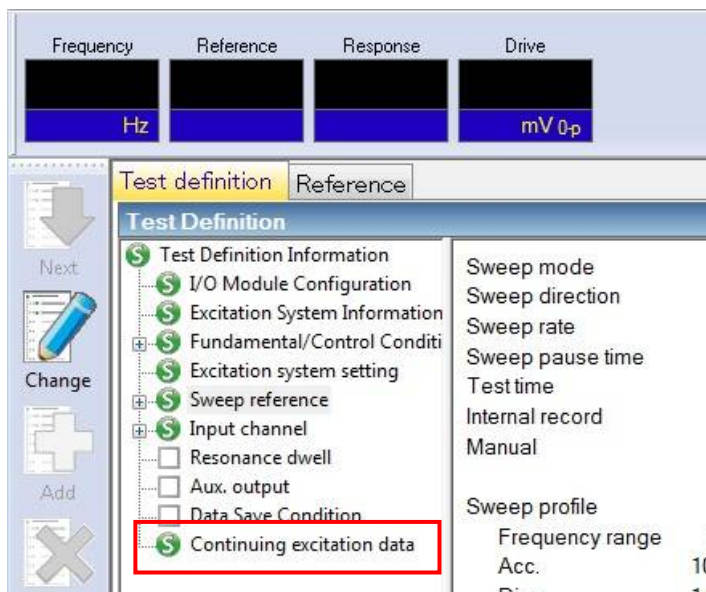 Frequency Reference Response Drive
Hz mV 0-p
Test definition Reference
Test Definition
Next
Change
Add
Test Definition Information
I/O Module Configuration
Excitation System Information
Fundamental/Control Conditi
Excitation system setting
Sweep reference
Input channel
Resonance dwell
Aux. output
Data Save Condition
Continuing excitation data
Sweep mode
Sweep direction
Sweep rate
Sweep pause time
Test time
Internal record
Manual
Sweep profile
Frequency range
Acc. 10